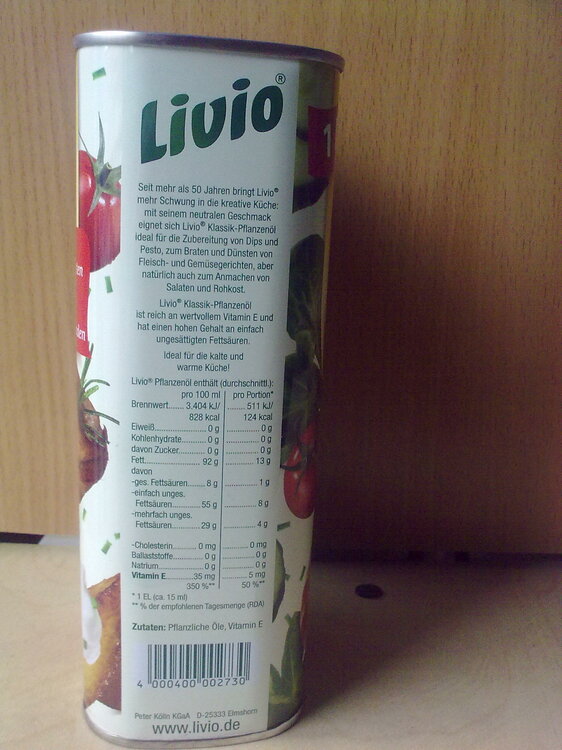 Livio®
1
Seit mehr als 50 Jahren bringt Livio®
mehr Schwung in die kreative Küche:
mit seinem neutralen Geschmack
eignet sich Livio® Klassik-Pflanzenöl
ideal für die Zubereitung von Dips und
Pesto, zum Braten und Dünsten von
Fleisch- und Gemüsegerichten, aber
natürlich auch zum Anmachen von
Salaten und Rohkost.
Livio® Klassik-Pflanzenöl
ist reich an wertvollem Vitamin E und
hat einen hohen Gehalt an einfach
ungesättigten Fettsäuren.
Ideal für die kalte und
warme Küche!
Livio® Pflanzenöl enthält (durchschnittl.):
pro 100 ml pro Portion*
Brennwert....... 3.404 kJ/ ........ 511 kJ/
828 kcal 124 kcal
Eiweiß.................. 0 g .............. 0 g
Kohlenhydrate...... 0 g .............. 0 g
davon Zucker........ 0 g .............. 0 g
Fett..................... 92 g ............ 13 g
davon
-ges. Fettsäuren...... 8 g .............. 1 g
-einfach unges.
Fettsäuren........... 55 g .............. 8 g
-mehrfach unges.
Fettsäuren........... 29 g .............. 4 g
-Cholesterin......... 0 mg ........... 0 mg
Ballaststoffe.......... 0 g .............. 0 g
Natrium................ 0 g .............. 0 g
Vitamin E......... 35 mg ........... 5 mg
350 %** 50 %**
* 1 EL (ca. 15 ml)
** % der empfohlenen Tagesmenge (RDA)
Zutaten: Pflanzliche Öle, Vitamin E
4 000400 002730
Peter Kölln KGaA D-25333 Elmshorn
www.livio.de